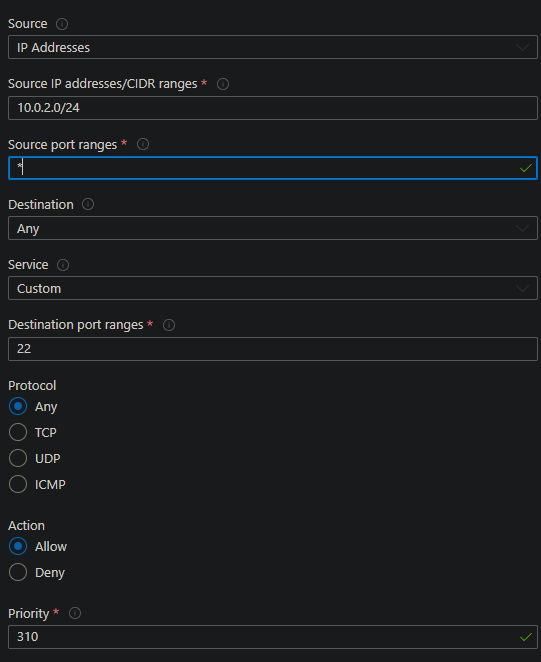 Source
IP Addresses
Source IP addresses/CIDR ranges *
10.0.2.0/24
Source port ranges *
*
Destination
Any
Service
Custom
Destination port ranges *
22
Protocol
Any
TCP
UDP
ICMP
Action
Allow
Deny
Priority *
310